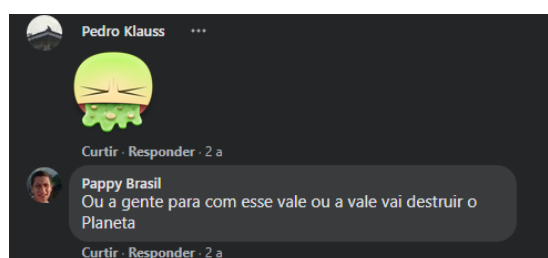 Pedro Klauss ...
Curtir · Responder · 2 a
Pappy Brasil
Ou a gente para com esse vale ou a vale vai destruir o
Planeta
Curtir · Responder · 2 a